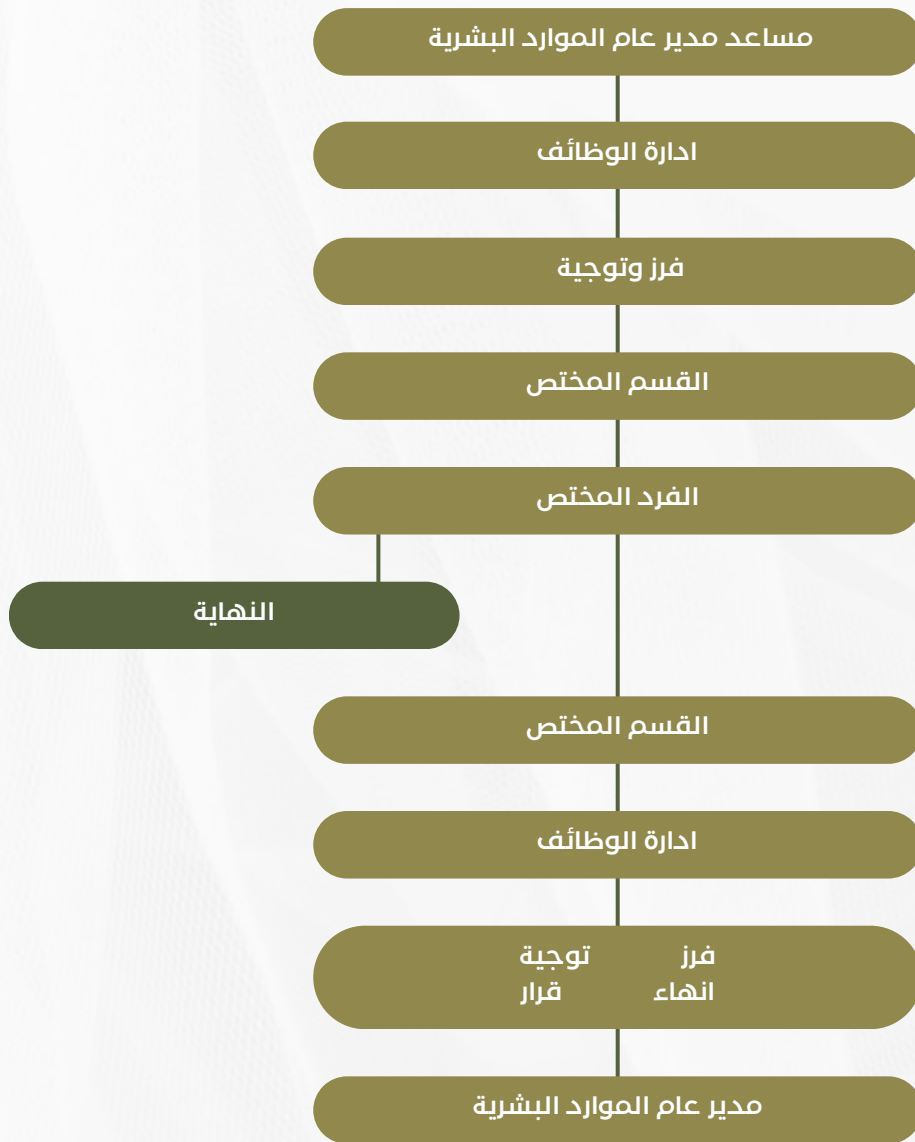 مساعد مدير عام الموارد البشرية
ادارة الوظائف
فرز وتوجية
القسم المختص
الفرد المختص
النهاية
القسم المختص
ادارة الوظائف
فرز توجية
انهاء قرار
مدير عام الموارد البشرية